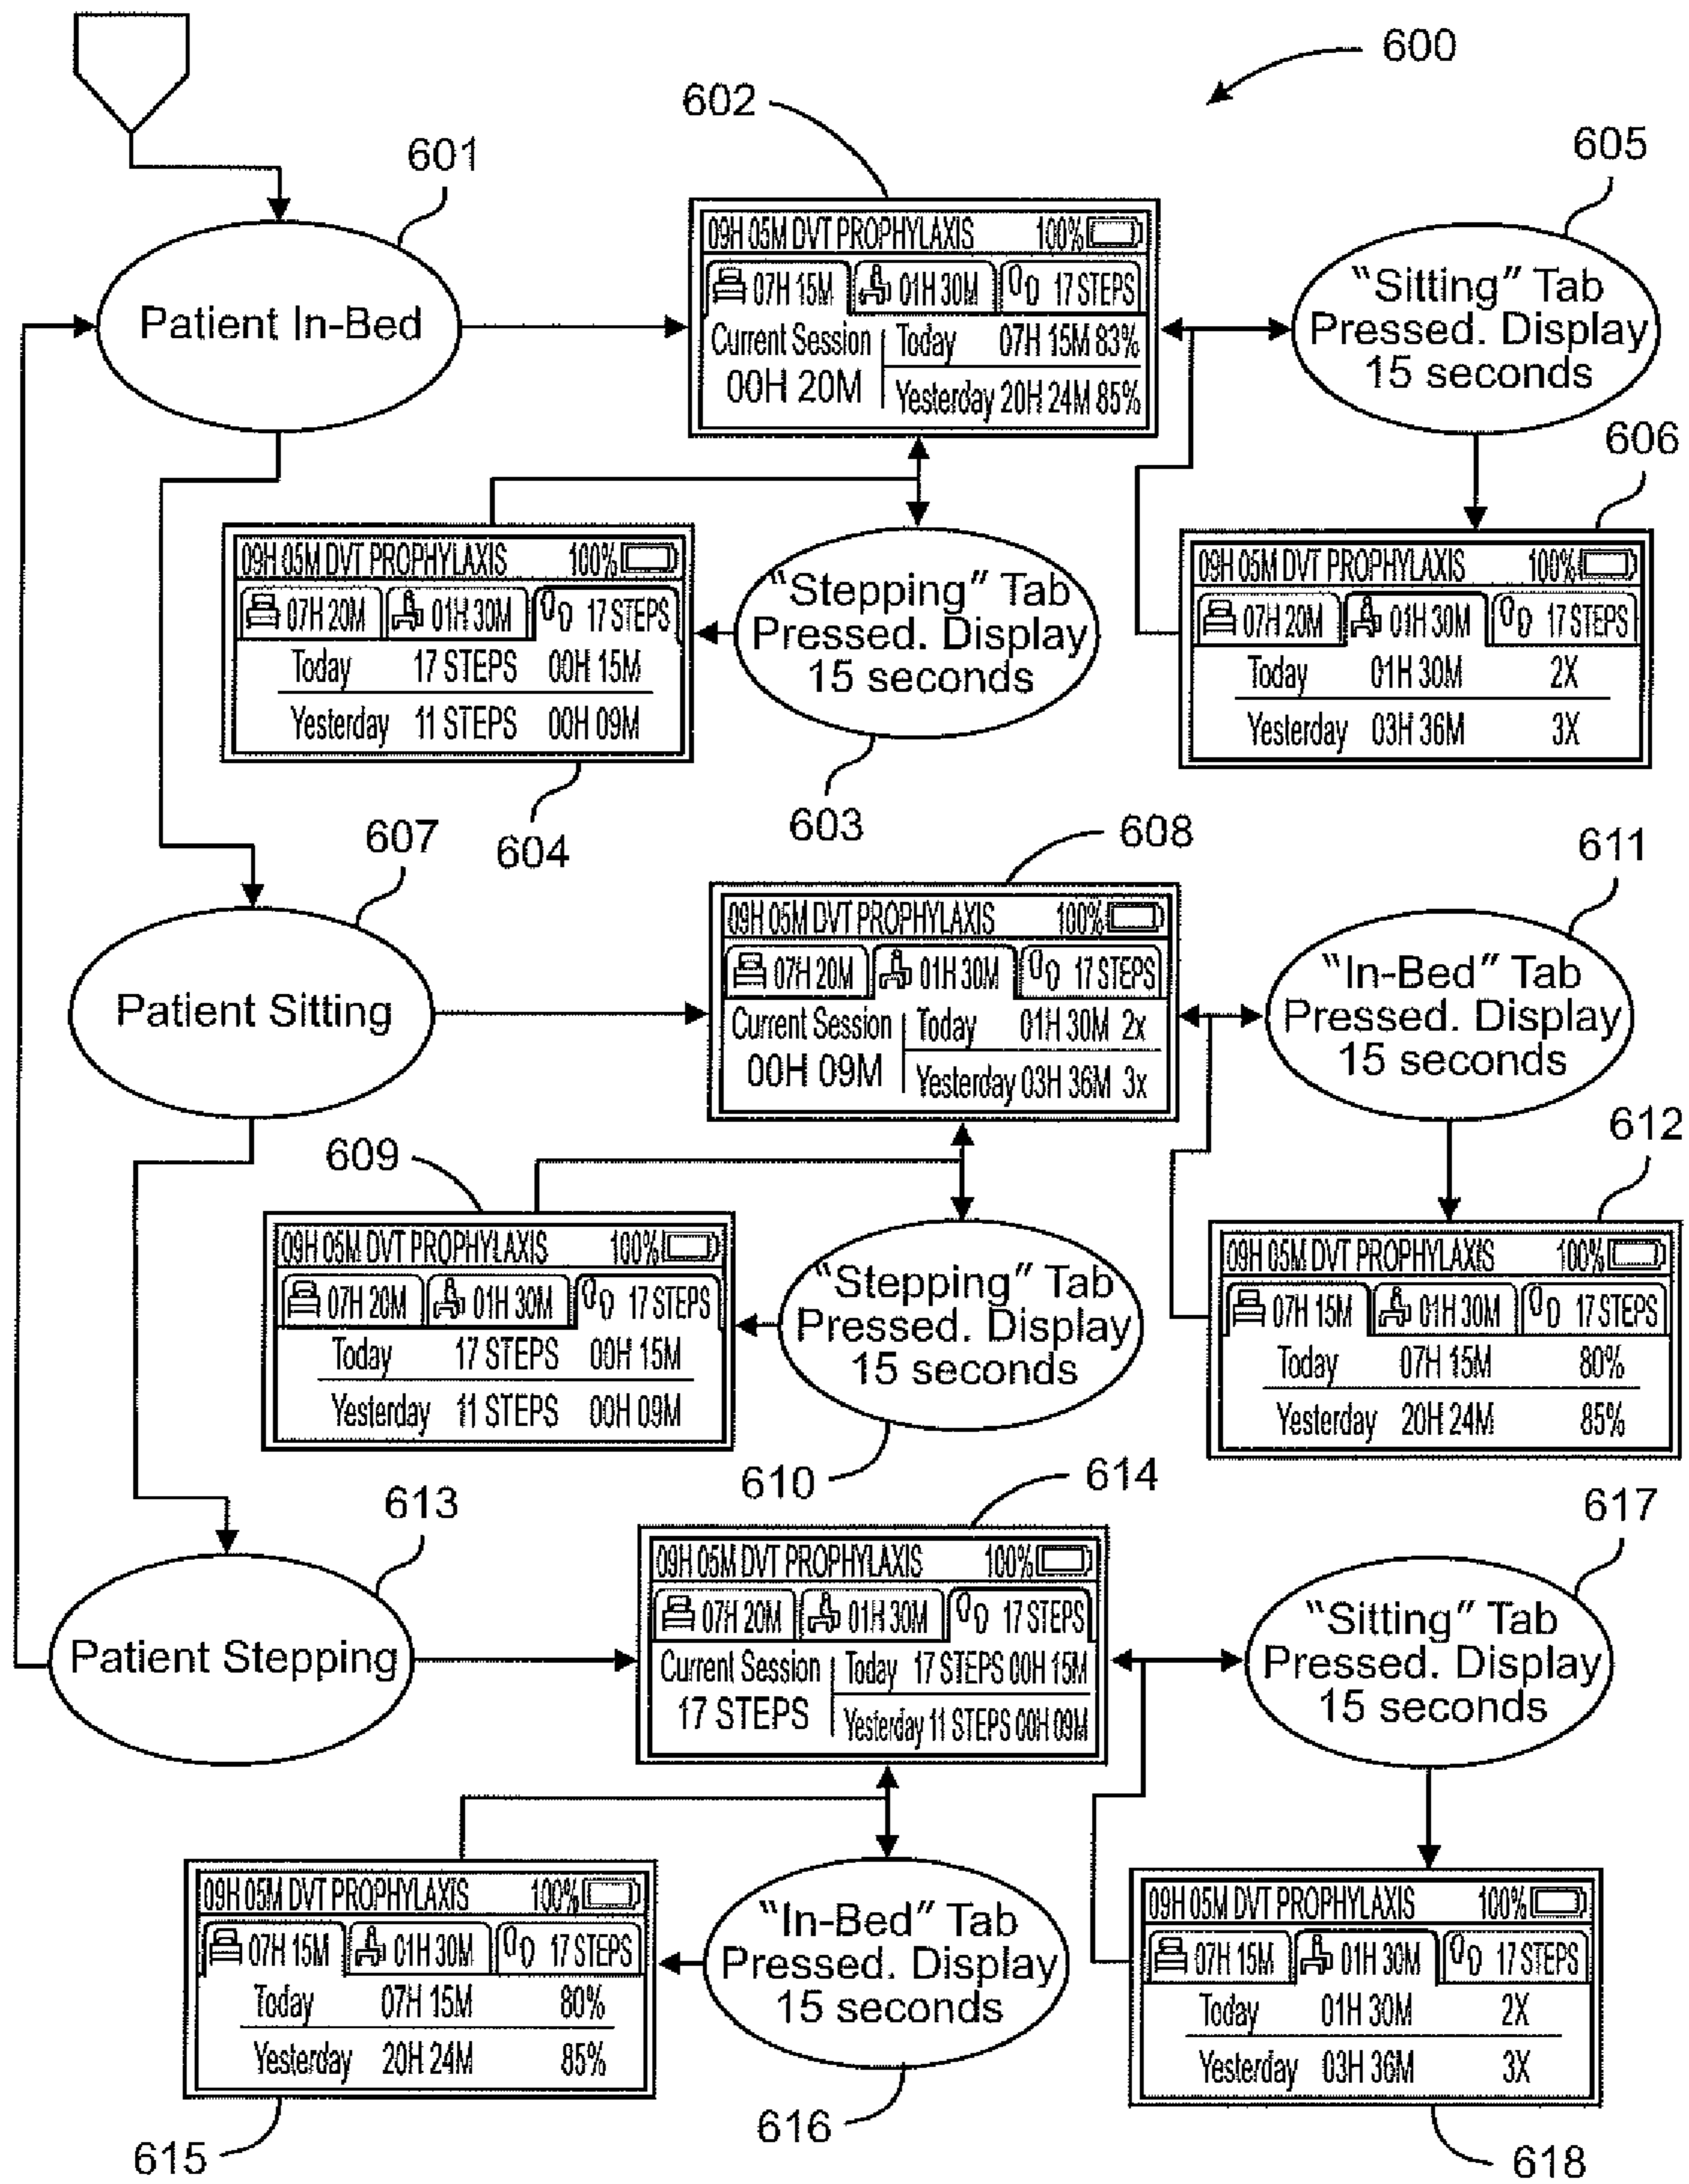 600
602
605
601
09H 05M DVT PROPHYLAXIS 100%
07H 15M 01H 30M 17 STEPS
Current Session Today 07H 15M 83%
00H 20M Yesterday 20H 24M 85%
Patient In-Bed
“Sitting” Tab
Pressed. Display
15 seconds
606
09H 05M DVT PROPHYLAXIS 100%
07H 20M 01H 30M 17 STEPS
Today 17 STEPS 00H 15M
Yesterday 11 STEPS 00H 09M
“Stepping” Tab
Pressed. Display
15 seconds
09H 05M DVT PROPHYLAXIS 100%
07H 20M 01H 30M 17 STEPS
Today 01H 30M 2X
Yesterday 03H 36M 3X
604
603
607
608
611
09H 05M DVT PROPHYLAXIS 100%
07H 20M 01H 30M 17 STEPS
Current Session Today 01H 30M 2x
00H 09M Yesterday 03H 36M 3x
Patient Sitting
“In-Bed” Tab
Pressed. Display
15 seconds
609
612
09H 05M DVT PROPHYLAXIS 100%
07H 20M 01H 30M 17 STEPS
Today 17 STEPS 00H 15M
Yesterday 11 STEPS 00H 09M
“Stepping” Tab
Pressed. Display
15 seconds
09H 05M DVT PROPHYLAXIS 100%
07H 15M 01H 30M 17 STEPS
Today 07H 15M 80%
Yesterday 20H 24M 85%
610
614
613
617
09H 05M DVT PROPHYLAXIS 100%
07H 20M 01H 30M 17 STEPS
Current Session Today 17 STEPS 00H 15M
17 STEPS Yesterday 11 STEPS 00H 09M
Patient Stepping
“Sitting” Tab
Pressed. Display
15 seconds
09H 05M DVT PROPHYLAXIS 100%
07H 15M 01H 30M 17 STEPS
Today 07H 15M 80%
Yesterday 20H 24M 85%
“In-Bed” Tab
Pressed. Display
15 seconds
09H 05M DVT PROPHYLAXIS 100%
07H 15M 01H 30M 17 STEPS
Today 01H 30M 2X
Yesterday 03H 36M 3X
615
616
618